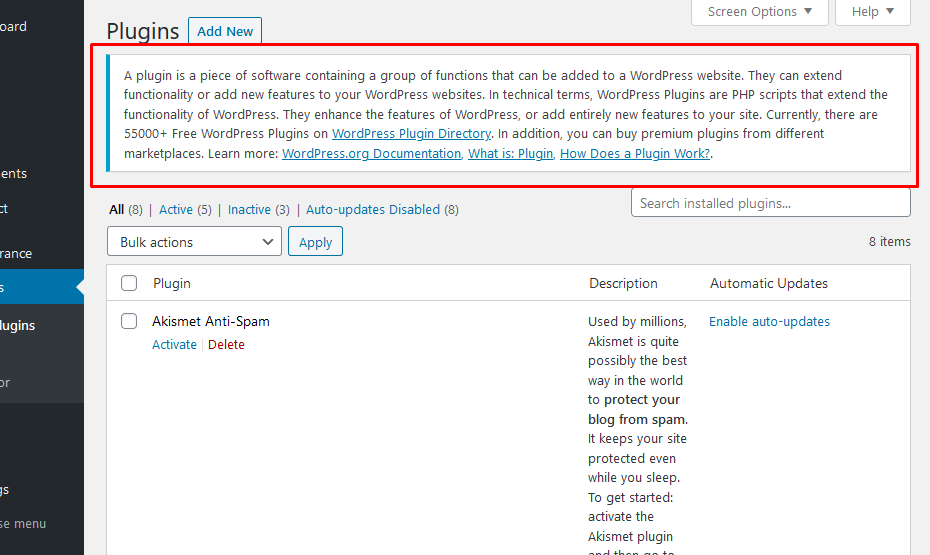 Screen Options Help
Plugins Add New
A plugin is a piece of software containing a group of functions that can be added to a WordPress website. They can extend
functionality or add new features to your WordPress websites. In technical terms, WordPress Plugins are PHP scripts that extend the
functionality of WordPress. They enhance the features of WordPress, or add entirely new features to your site. Currently, there are
55000+ Free WordPress Plugins on WordPress Plugin Directory. In addition, you can buy premium plugins from different
marketplaces. Learn more: WordPress.org Documentation, What is: Plugin, How Does a Plugin Work?.
All (8) | Active (5) | Inactive (3) | Auto-updates Disabled (8)
Search installed plugins...
Bulk actions Apply
8 items
Plugin Description Automatic Updates
Akismet Anti-Spam
Activate | Delete
Used by millions,
Akismet is quite
possibly the best
way in the world
to protect your
blog from spam.
It keeps your site
protected even
while you sleep.
To get started:
activate the
Akismet plugin
and then go to
Enable auto-updates
oard
ents
ct
rance
s
lugins
or
gs
se menu